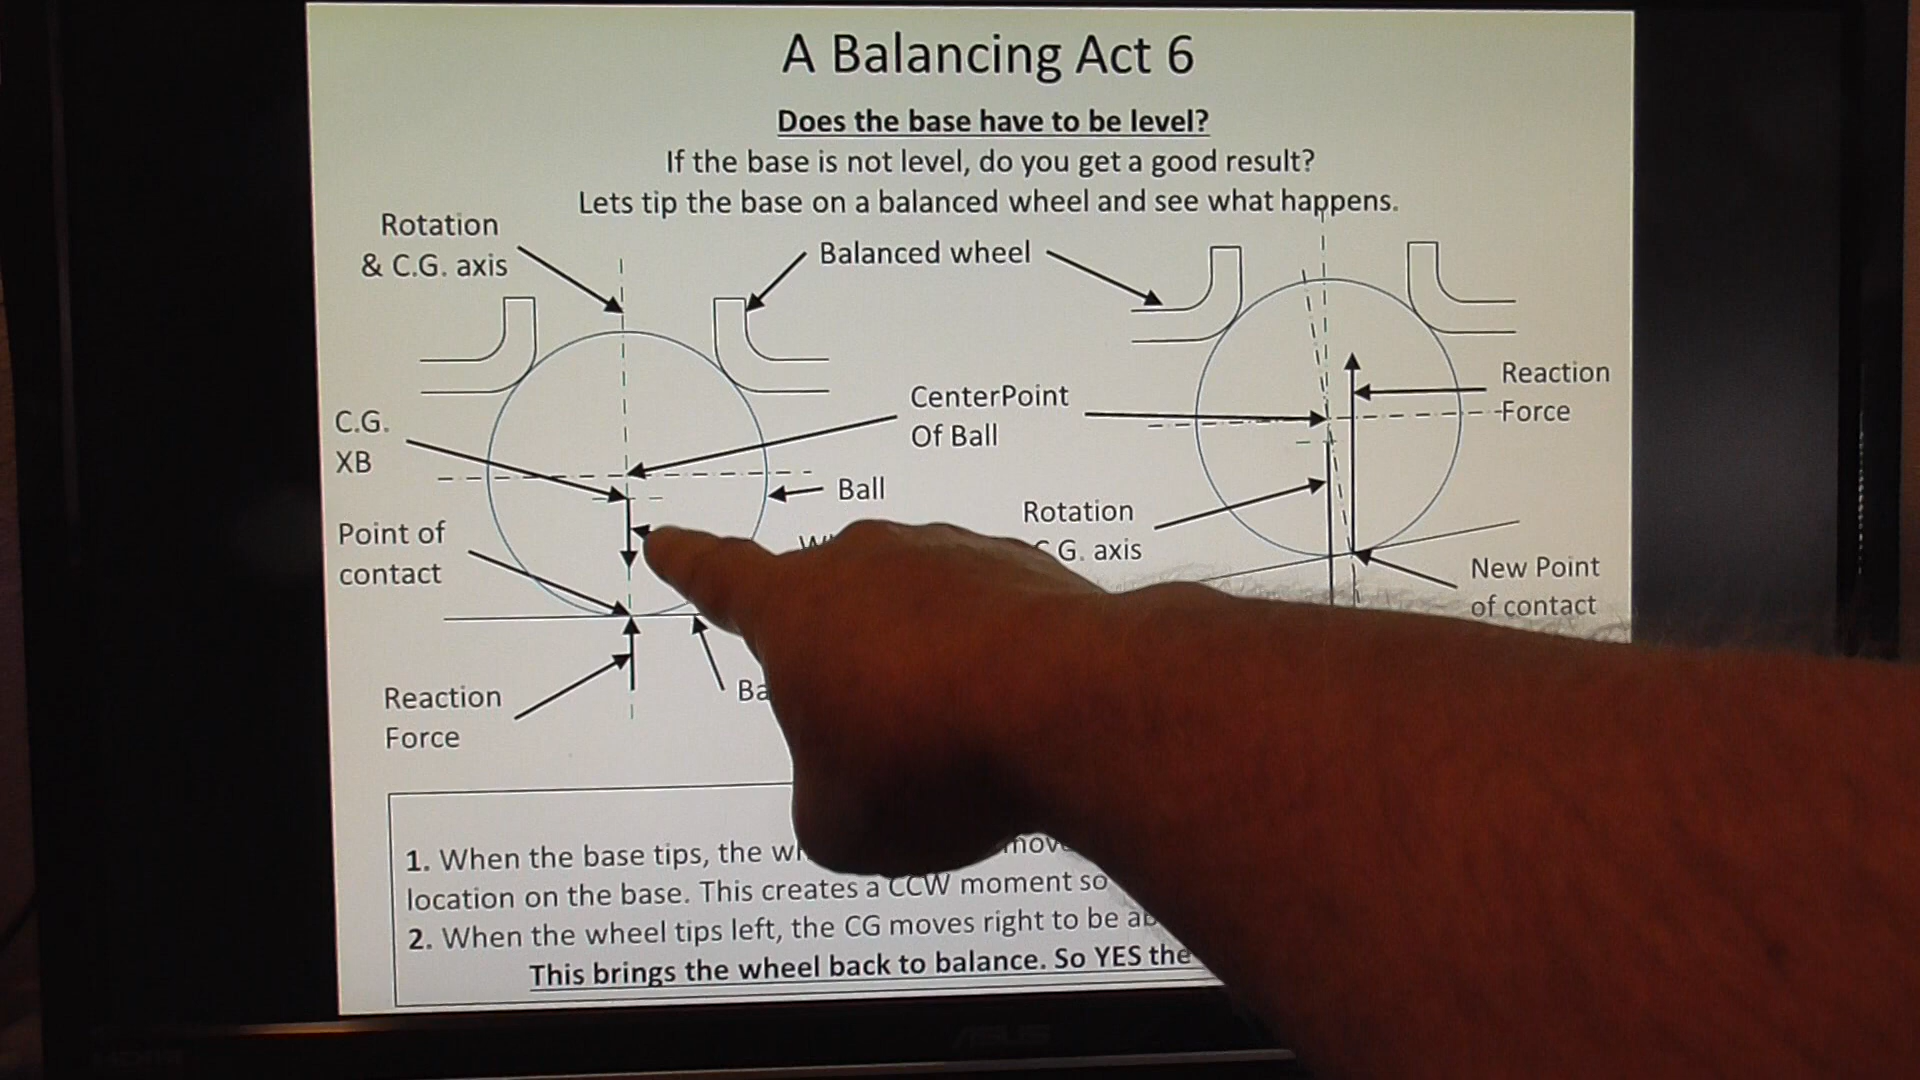 A Balancing Act 6
Does the base have to be level?
If the base is not level, do you get a good result?
Lets tip the base on a balanced wheel and see what happens.
Rotation
& C.G. axis
Balanced wheel
C.G.
XB
CenterPoint
Of Ball
Reaction
Force
Ball
Point of
contact
Rotation
G. axis
New Point
of contact
Reaction
Force
1. When the base tips, the
location on the base. This creates a CCW moment so
2. When the wheel tips left, the CG moves right to be
This brings the wheel back to balance. So YES the
ASUS